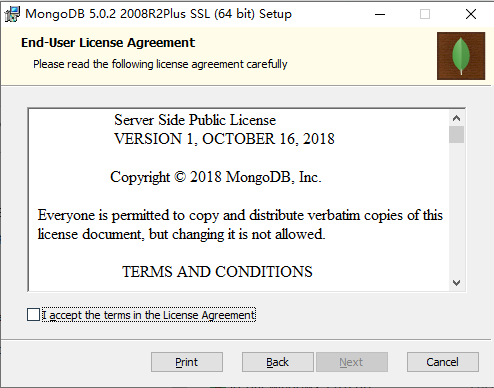 MongoDB 5.0.2 2008R2Plus SSL (64 bit) Setup
End-User License Agreement
Please read the following license agreement carefully
Server Side Public License
VERSION 1, OCTOBER 16, 2018
Copyright © 2018 MongoDB, Inc.
Everyone is permitted to copy and distribute verbatim copies of this
license document, but changing it is not allowed.
TERMS AND CONDITIONS
I accept the terms in the License Agreement
Print
Back
Next
Cancel